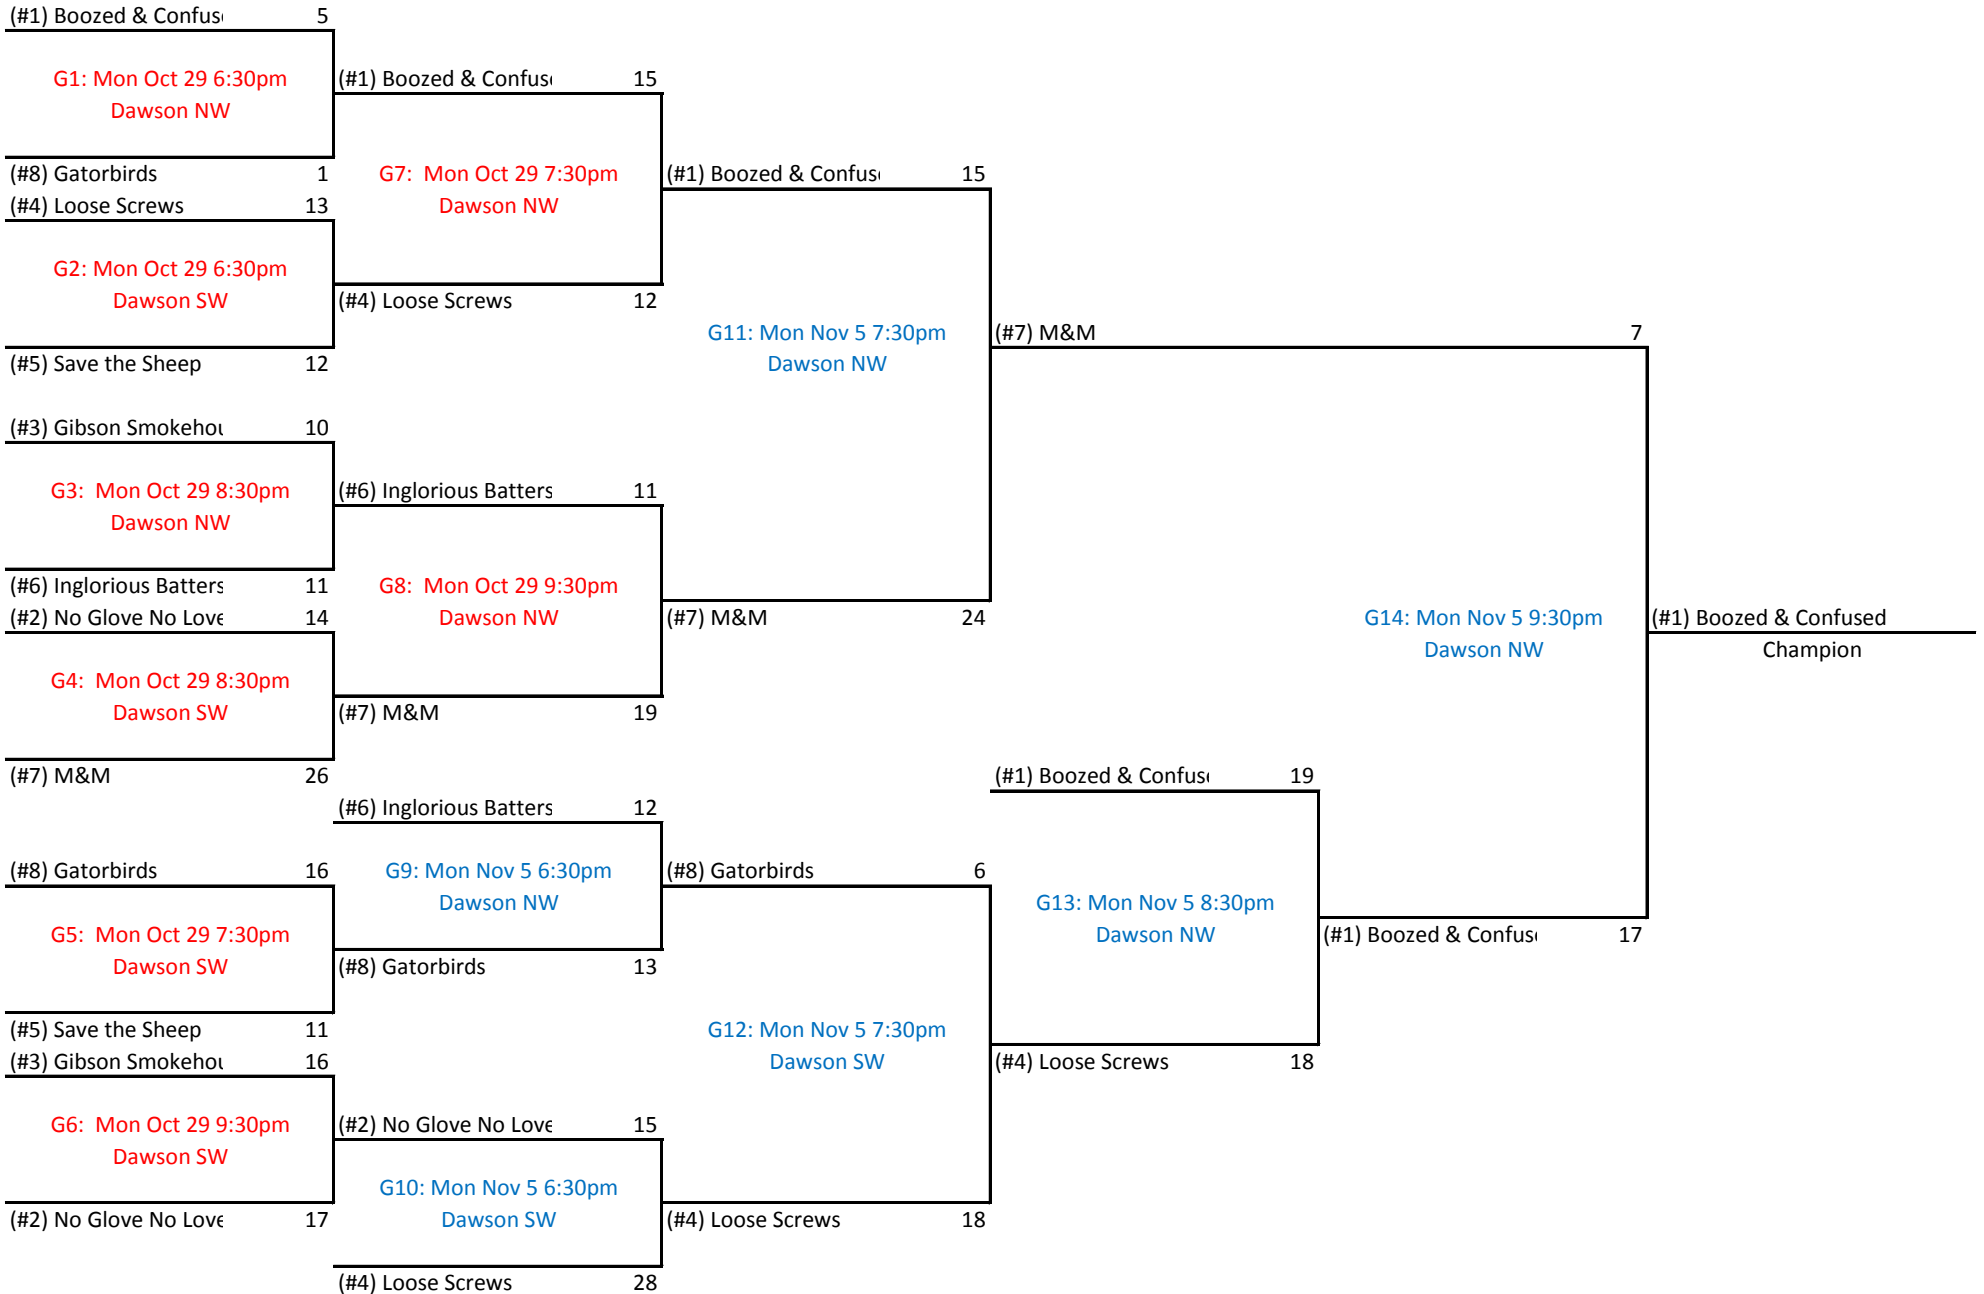 (#1) Boozed & Confus 5
G1: Mon Oct 29 6:30pm
Dawson NW
(#8) Gatorbirds 1
(#4) Loose Screws 13
G2: Mon Oct 29 6:30pm
Dawson SW
(#5) Save the Sheep 12
(#3) Gibson Smokehou 10
G3: Mon Oct 29 8:30pm
Dawson NW
(#6) Inglorious Batters 11
(#2) No Glove No Love 14
G4: Mon Oct 29 8:30pm
Dawson SW
(#7) M&M 26
(#8) Gatorbirds 16
G5: Mon Oct 29 7:30pm
Dawson SW
(#5) Save the Sheep 11
(#3) Gibson Smokehou 16
G6: Mon Oct 29 9:30pm
Dawson SW
(#2) No Glove No Love 17
(#1) Boozed & Confus 15
G7: Mon Oct 29 7:30pm
Dawson NW
(#4) Loose Screws 12
(#6) Inglorious Batters 11
G8: Mon Oct 29 9:30pm
Dawson NW
(#7) M&M 19
(#6) Inglorious Batters 12
G9: Mon Nov 5 6:30pm
Dawson NW
(#8) Gatorbirds 13
(#2) No Glove No Love 15
G10: Mon Nov 5 6:30pm
Dawson SW
(#4) Loose Screws 28
(#1) Boozed & Confus 15
G11: Mon Nov 5 7:30pm
Dawson NW
(#7) M&M 24
(#8) Gatorbirds 6
G12: Mon Nov 5 7:30pm
Dawson SW
(#4) Loose Screws 18
(#7) M&M 7
(#1) Boozed & Confus 19
G13: Mon Nov 5 8:30pm
Dawson NW
(#4) Loose Screws 18
G14: Mon Nov 5 9:30pm
Dawson NW
(#1) Boozed & Confus 17
(#1) Boozed & Confused
Champion